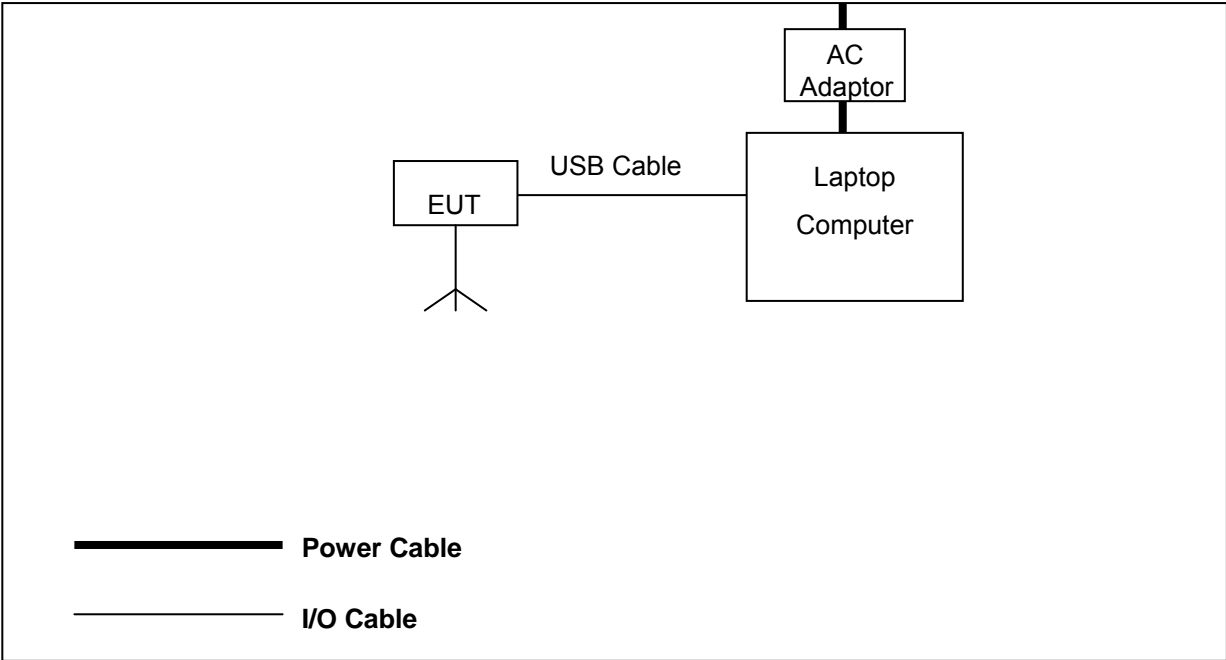 AC
Adaptor
USB Cable
Laptop
Computer
EUT
Power Cable
I/O Cable